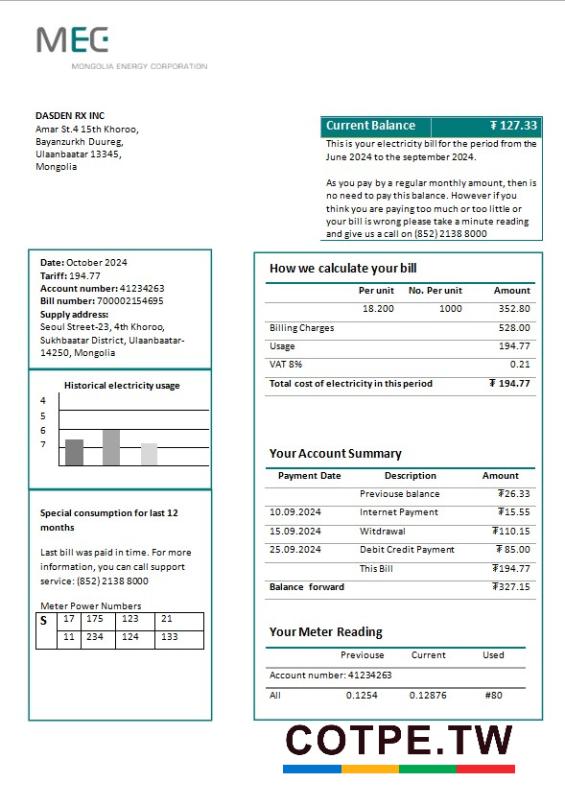 MEC
MONGOLIA ENERGY CORPORATION
DASDEN RX INC
Amar St.4 15th Khoroo,
Bayanzurkh Duureg,
Ulaanbaatar 13345,
Mongolia
Current Balance ₮ 127.33
This is your electricity bill for the period from the
June 2024 to the september 2024.
As you pay by a regular monthly amount, then is
no need to pay this balance. However if you
think you are paying too much or too little or
your bill is wrong please take a minute reading
and give us a call on (852) 2138 8000
Date: October 2024
Tariff: 194.77
Account number: 41234263
Bill number: 700002154695
Supply address:
Seoul Street-23, 4th Khoroo,
Sukhbaatar District, Ulaanbaatar-
14250, Mongolia
Historical electricity usage
4
5
6
7
Special consumption for last 12
months
Last bill was paid in time. For more
information, you can call support
service: (852) 2138 8000
Meter Power Numbers
S 17 175 123 21
11 234 124 133
How we calculate your bill
Per unit No. Per unit Amount
18.200 1000 352.80
Billing Charges 528.00
Usage 194.77
VAT 8% 0.21
Total cost of electricity in this period ₮ 194.77
Your Account Summary
Payment Date Description Amount
Previouse balance ₮26.33
10.09.2024 Internet Payment ₮15.55
15.09.2024 Witdrawal ₮110.15
25.09.2024 Debit Credit Payment ₮ 85.00
This Bill ₮194.77
Balance forward ₮327.15
Your Meter Reading
Previouse Current Used
Account number: 41234263
All 0.1254 0.12876 #80
COTPE.TW